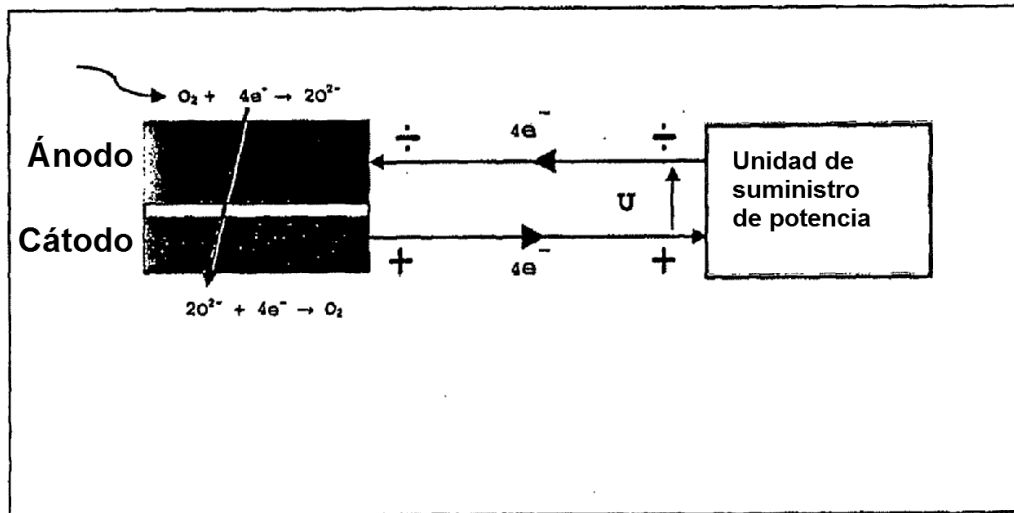 O₂ + 4e⁻ → 2O²⁻
Ánodo
÷ 4e⁻ ÷
Unidad de
suministro
de potencia
U
Cátodo
+ 4e⁻ +
2O²⁻ + 4e⁻ → O₂